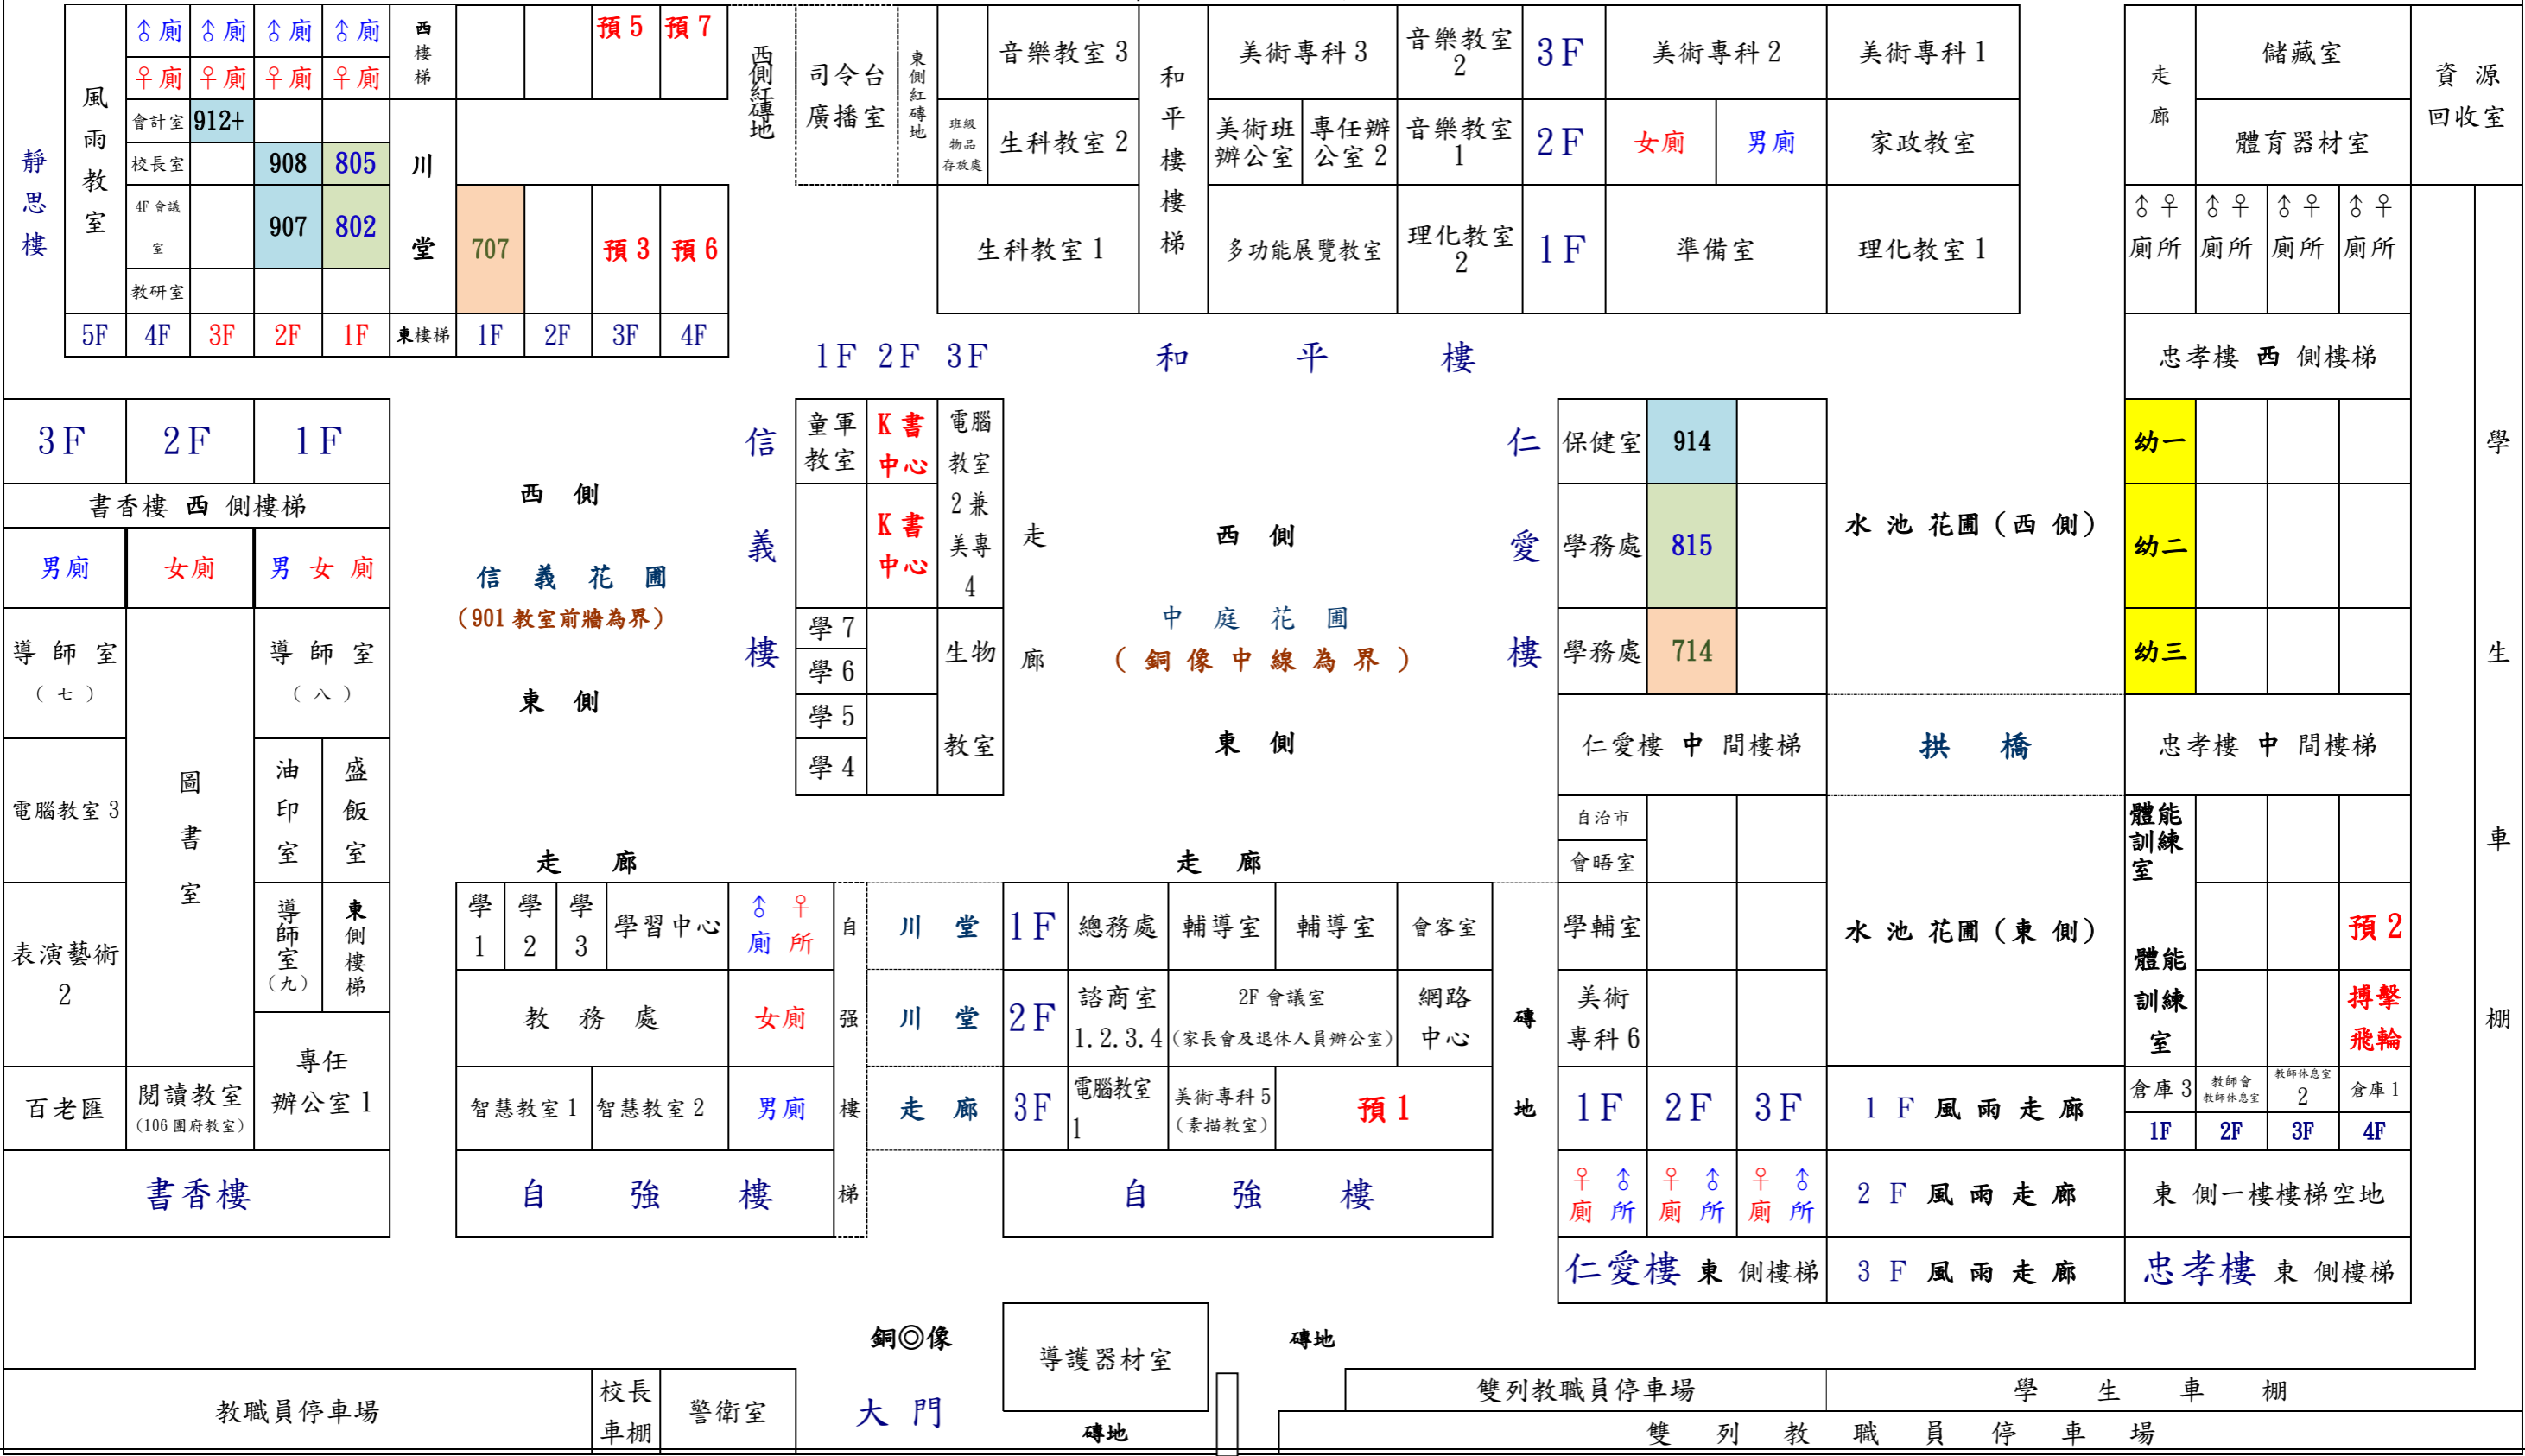 靜思樓
風雨教室
♂廁 ♂廁 ♂廁 ♂廁
♀廁 ♀廁 ♀廁 ♀廁
會計室 912+
校長室 908 805
4F 會議室 907 802
教研室
5F 4F 3F 2F 1F 東樓梯 1F 2F 3F 4F
西樓梯
川堂
預 5 預 7
707 預 3 預 6
西側紅磚地
司令台
廣播室
東側紅磚地
音樂教室 3
班級物品存放處
生科教室 2
生科教室 1
和平樓樓梯
美術專科 3 音樂教室 2 3F 美術專科 2 美術專科 1
美術班辦公室 專任辦公室 2 音樂教室 1 2F 女廁 男廁 家政教室
多功能展覽教室 理化教室 2 1F 準備室 理化教室 1
走廊
儲藏室
體育器材室
資源回收室
♂♀廁所 ♂♀廁所 ♂♀廁所 ♂♀廁所
忠孝樓 西 側樓梯
1F 2F 3F 和平樓
3F 2F 1F
書香樓 西 側樓梯
男廁 女廁 男女廁
導師室
(七)
導師室
(八)
圖書室
電腦教室 3
油印室
盛飯室
表演藝術 2
導師室(九)
東側樓梯
專任
辦公室 1
百老匯
閱讀教室
(106 團府教室)
書香樓
西側
信義花圃
(901 教室前牆為界)
東側
信義樓
童軍教室
K 書中心
K 書中心
電腦教室 2 兼美專 4
學 7
學 6
學 5
學 4
生物教室
走廊
西側
中庭花圃
(銅像中線為界)
東側
仁愛樓
保健室 914
學務處 815
學務處 714
仁愛樓 中 間樓梯
自治市
會晤室
學輔室
美術
專科 6
1F 2F 3F
♀♂廁所 ♀♂廁所 ♀♂廁所
仁愛樓 東 側樓梯
水池花圃(西側)
拱橋
水池花圃(東側)
1 F 風雨走廊
2 F 風雨走廊
3 F 風雨走廊
幼一
幼二
幼三
忠孝樓 中 間樓梯
體能訓練室
體能訓練室
預 2
搏擊飛輪
倉庫 3 教師會教師休息室 教師休息室 2 倉庫 1
1F 2F 3F 4F
東側一樓樓梯空地
忠孝樓 東 側樓梯
學生車棚
走廊
走廊
學 1 學 2 學 3 學習中心 ♂♀廁所
教務處 女廁
智慧教室 1 智慧教室 2 男廁
自強樓
自强樓梯
川堂
川堂
走廊
1F 總務處 輔導室 輔導室 會客室
2F 諮商室 1.2.3.4 2F 會議室 (家長會及退休人員辦公室) 網路中心
3F 電腦教室 1 美術專科 5 (素描教室) 預 1
自強樓
磚地
銅◎像
導護器材室
磚地
教職員停車場
校長車棚
警衛室
大門
磚地
雙列教職員停車場
學生車棚
雙列教職員停車場